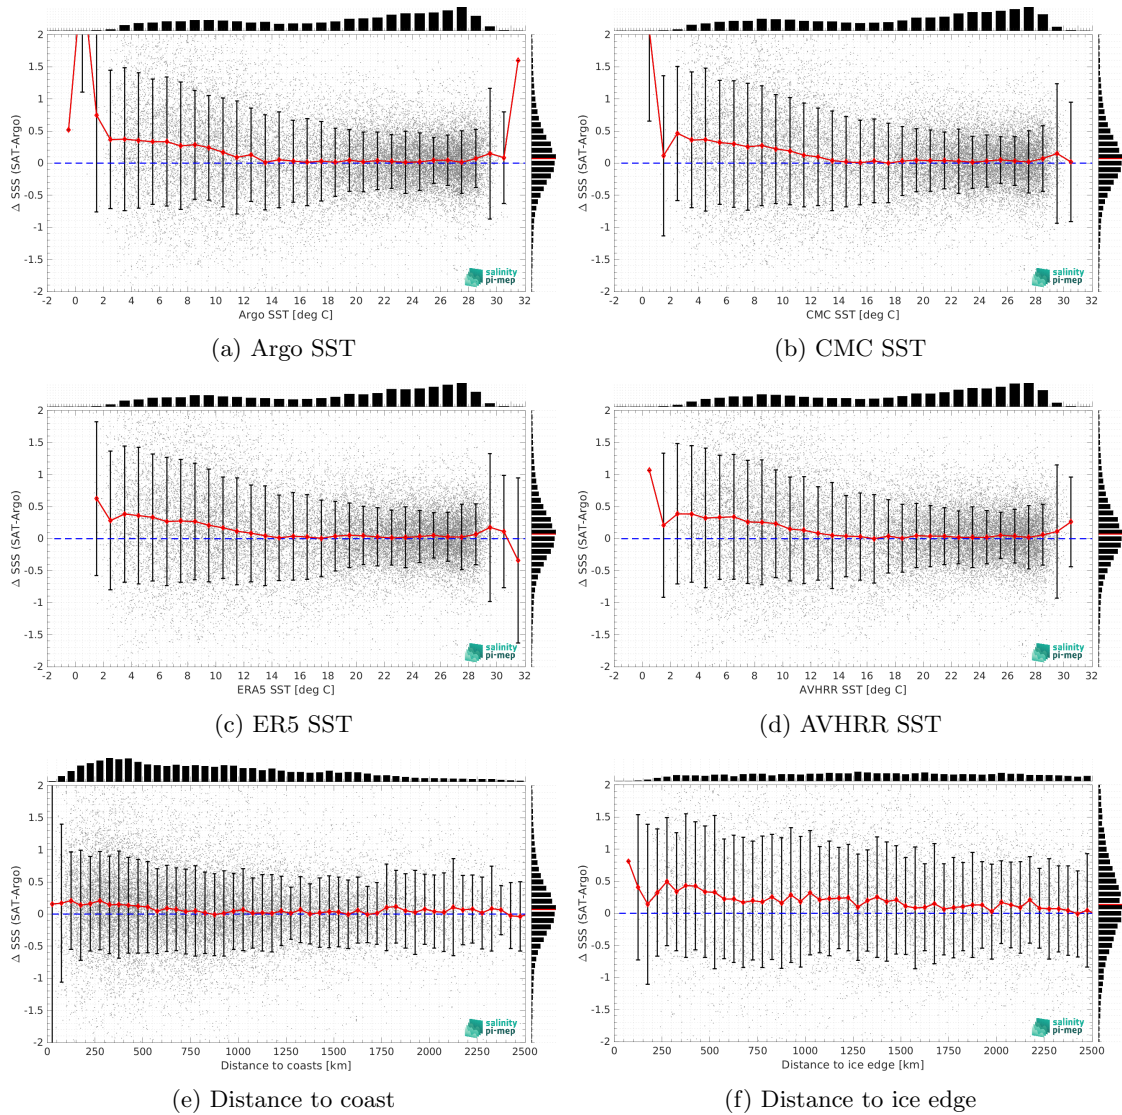 2
1.5
1
0.5
0
-0.5
-1
-1.5
-2
Δ SSS (SAT-Argo)
-2 0 2 4 6 8 10 12 14 16 18 20 22 24 26 28 30 32
Argo SST [deg C]
salinity
pi-mep
(a) Argo SST
2
1.5
1
0.5
0
-0.5
-1
-1.5
-2
Δ SSS (SAT-Argo)
-2 0 2 4 6 8 10 12 14 16 18 20 22 24 26 28 30 32
CMC SST [deg C]
salinity
pi-mep
(b) CMC SST
2
1.5
1
0.5
0
-0.5
-1
-1.5
-2
Δ SSS (SAT-Argo)
-2 0 2 4 6 8 10 12 14 16 18 20 22 24 26 28 30 32
ERA5 SST [deg C]
salinity
pi-mep
(c) ER5 SST
2
1.5
1
0.5
0
-0.5
-1
-1.5
-2
Δ SSS (SAT-Argo)
-2 0 2 4 6 8 10 12 14 16 18 20 22 24 26 28 30 32
AVHRR SST [deg C]
salinity
pi-mep
(d) AVHRR SST
2
1.5
1
0.5
0
-0.5
-1
-1.5
-2
Δ SSS (SAT-Argo)
0 250 500 750 1000 1250 1500 1750 2000 2250 2500
Distance to coasts [km]
salinity
pi-mep
(e) Distance to coast
2
1.5
1
0.5
0
-0.5
-1
-1.5
-2
Δ SSS (SAT-Argo)
0 250 500 750 1000 1250 1500 1750 2000 2250 2500
Distance to ice edge [km]
salinity
pi-mep
(f) Distance to ice edge